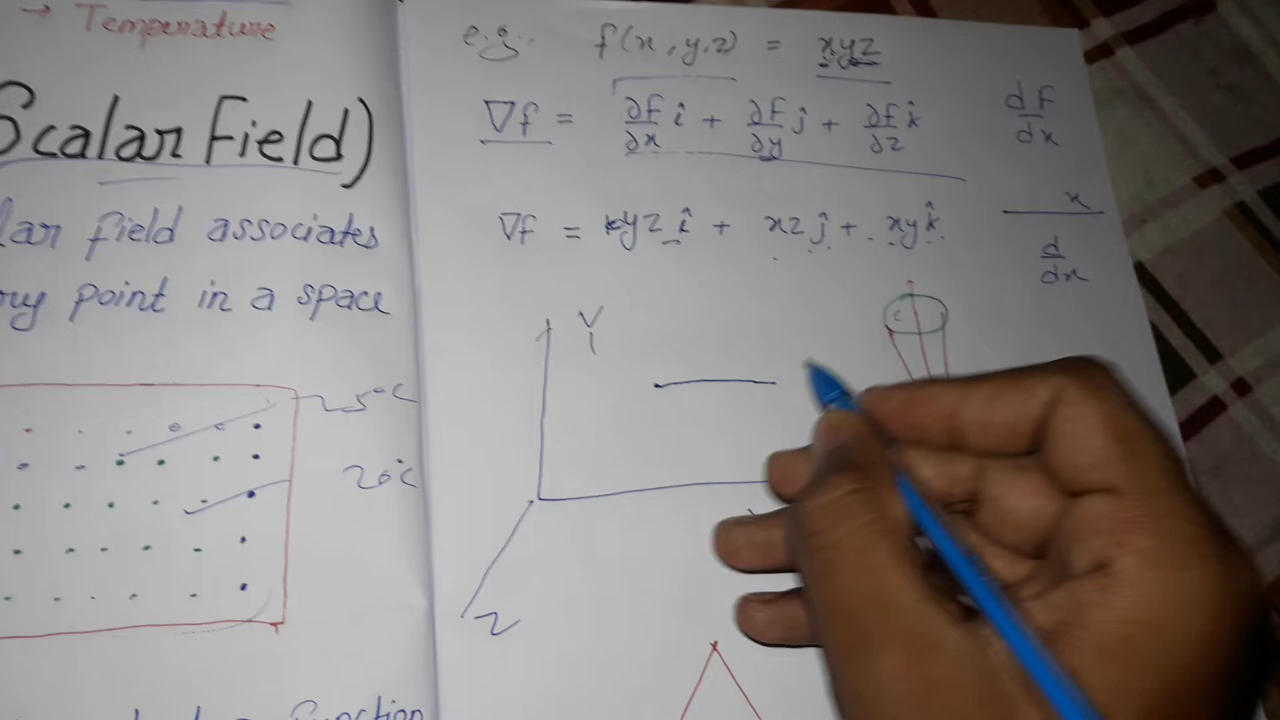 → Temperature
Scalar Field)
lar field associates
ry point in a space
25°C
20°C
function
e.g. f(x, y, z) = xyz
∇f = ∂f/∂x î + ∂f/∂y ĵ + ∂f/∂z k̂
dF/dx
∇f = yz î + xz ĵ + xy k̂
x
d/dx
Y
C
Z